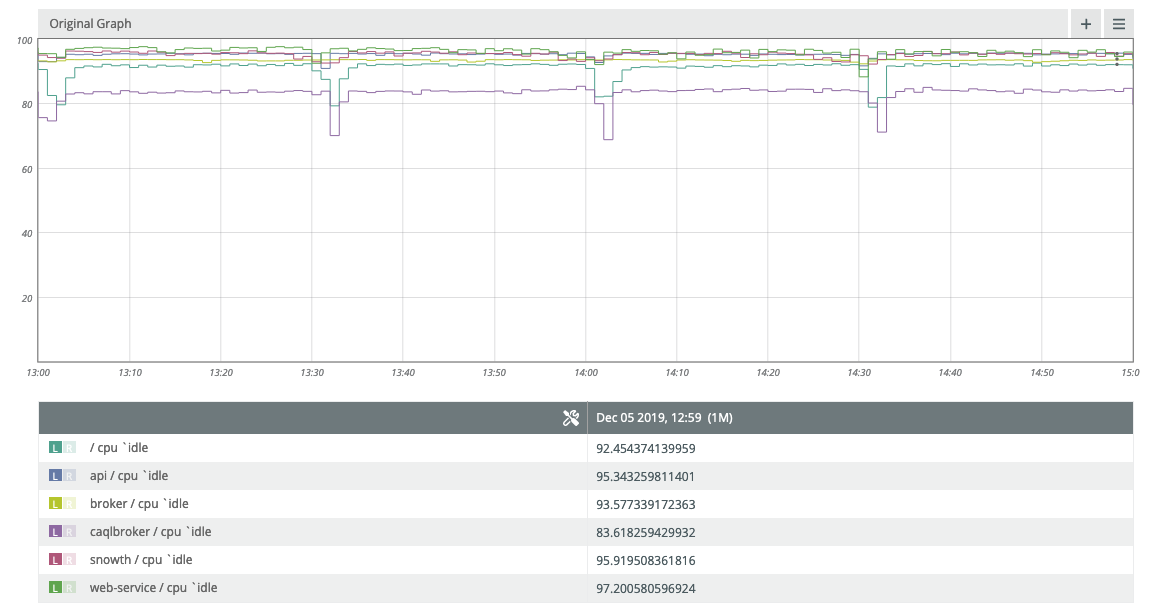 Original Graph
+
100
80
60
40
20
13:00 13:10 13:20 13:30 13:40 13:50 14:00 14:10 14:20 14:30 14:40 14:50 15:0
Dec 05 2019, 12:59 (1M)
L R / cpu `idle 92.454374139959
L R api / cpu `idle 95.343259811401
L R broker / cpu `idle 93.577339172363
L R caqlbroker / cpu `idle 83.618259429932
L R snowth / cpu `idle 95.919508361816
L R web-service / cpu `idle 97.200580596924